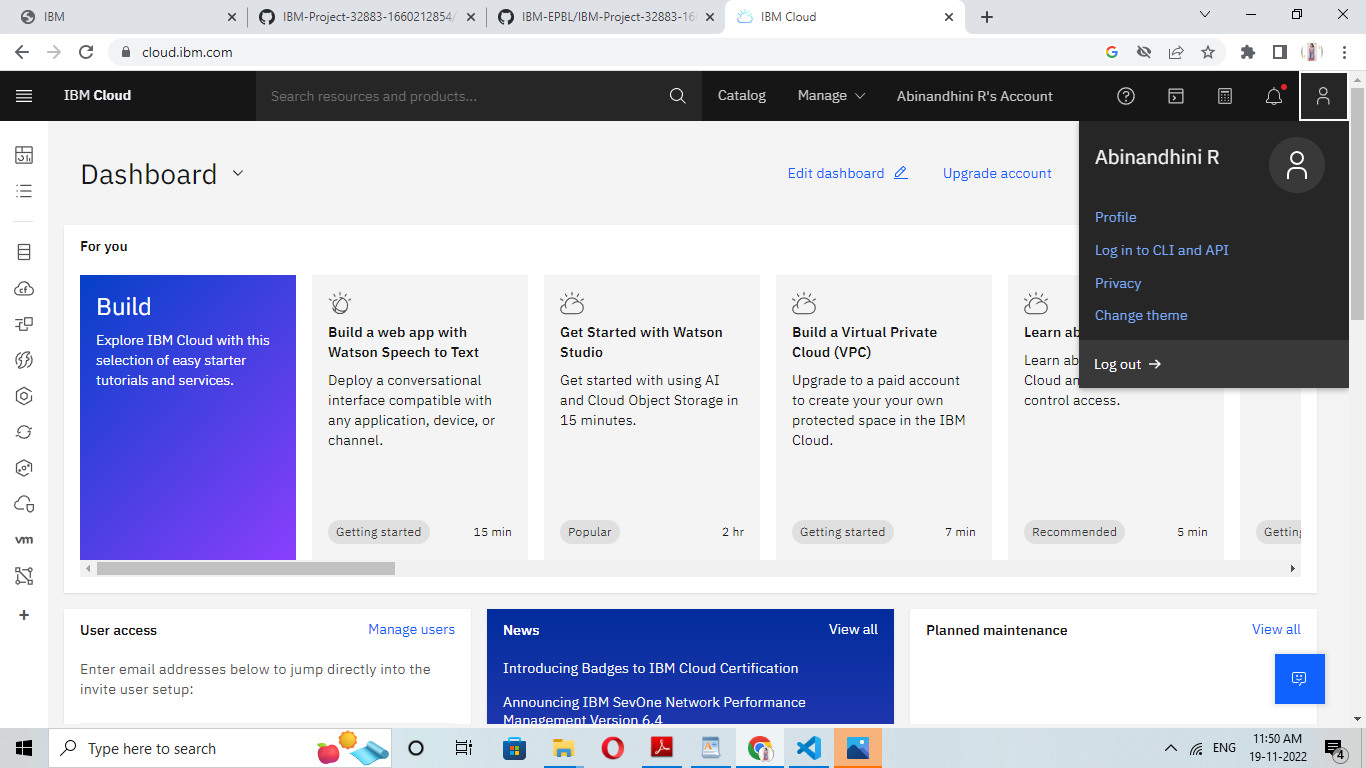 IBM
IBM-Project-32883-1660212854/
IBM-EPBL/IBM-Project-32883-16
IBM Cloud
cloud.ibm.com
IBM Cloud
Search resources and products...
Catalog
Manage
Abinandhini R's Account
Abinandhini R
Profile
Log in to CLI and API
Privacy
Change theme
Log out
Dashboard
Edit dashboard
Upgrade account
For you
Build
Explore IBM Cloud with this
selection of easy starter
tutorials and services.
Build a web app with
Watson Speech to Text
Deploy a conversational
interface compatible with
any application, device, or
channel.
Getting started
15 min
Get Started with Watson
Studio
Get started with using AI
and Cloud Object Storage in
15 minutes.
Popular
2 hr
Build a Virtual Private
Cloud (VPC)
Upgrade to a paid account
to create your your own
protected space in the IBM
Cloud.
Getting started
7 min
Learn ab
Learn ab
Cloud an
control access.
Recommended
5 min
Getting
cf
vm
User access
Manage users
Enter email addresses below to jump directly into the
invite user setup:
News
View all
Introducing Badges to IBM Cloud Certification
Announcing IBM SevOne Network Performance
Management Version 6.4
Planned maintenance
View all
Type here to search
ENG
11:50 AM
19-11-2022
4